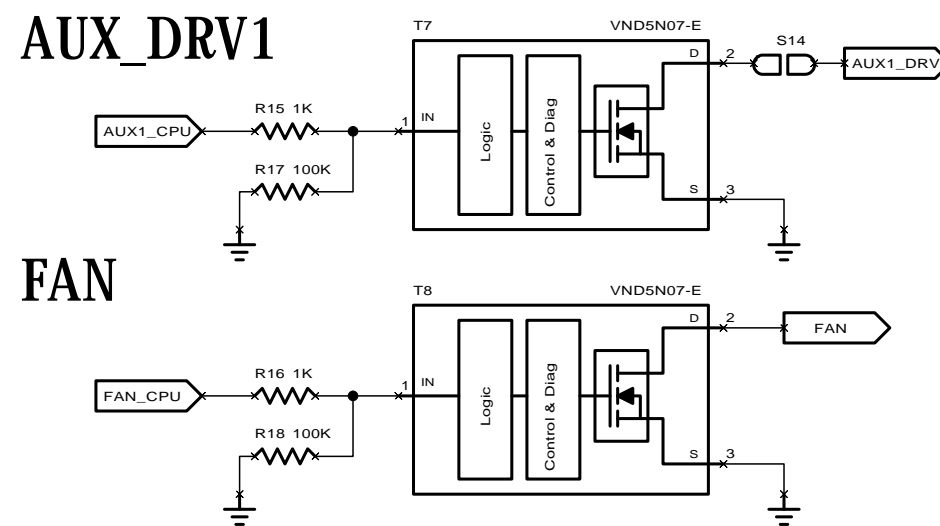 AUX_DRV1
T7
VND5N07-E
S14
D
2
AUX1_DRV
R15 1K
AUX1_CPU
1
IN
Logic
Control & Diag
R17 100K
S
3
FAN
T8
VND5N07-E
D
2
FAN
R16 1K
FAN_CPU
1
IN
Logic
Control & Diag
R18 100K
S
3